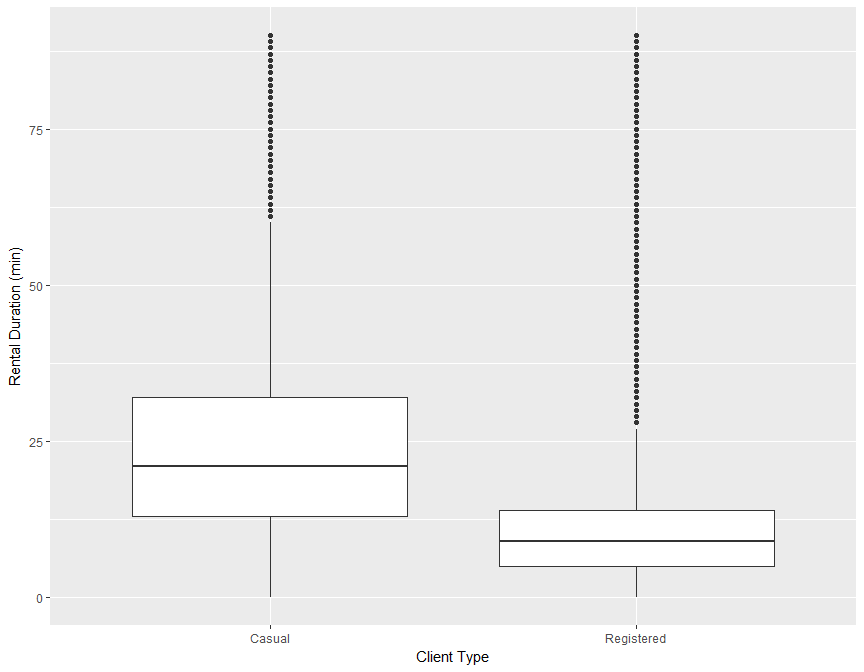 Rental Duration (min)
75
50
25
0
Casual
Registered
Client Type